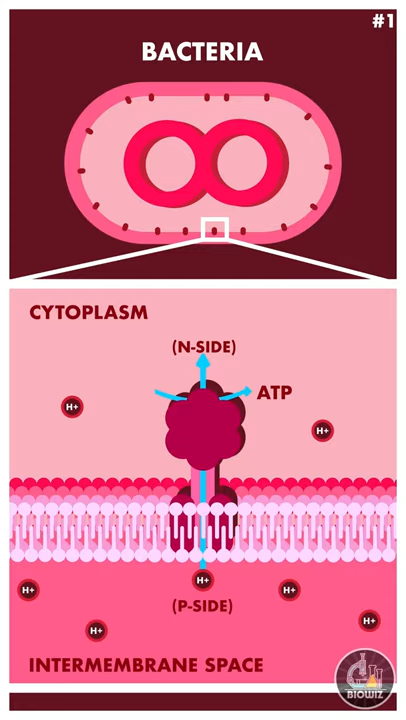 #1
BACTERIA
CYTOPLASM
(N-SIDE)
ATP
H+
H+
H+
(P-SIDE)
H+
H+
H+
H+
INTERMEMBRANE SPACE
BIOWIZ